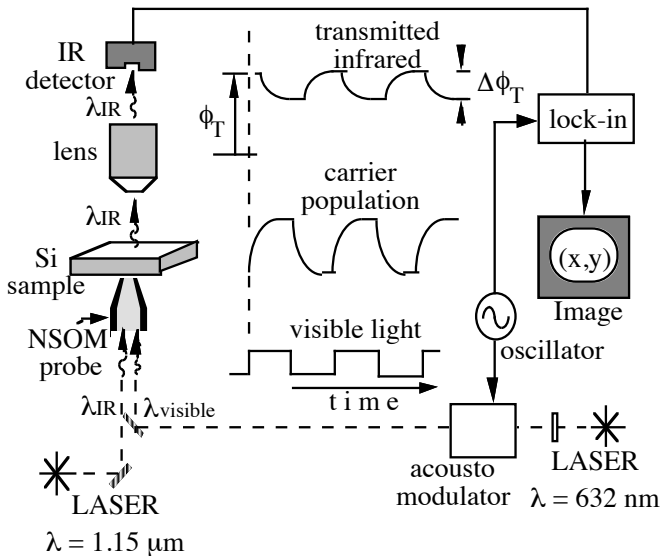 IR
detector
λIR
lens
λIR
Si
sample
NSOM
probe
λIR
λvisible
LASER
λ = 1.15 μm
transmitted
infrared
ϕT
ΔϕT
carrier
population
visible light
time
lock-in
(x,y)
Image
oscillator
acousto
modulator
LASER
λ = 632 nm